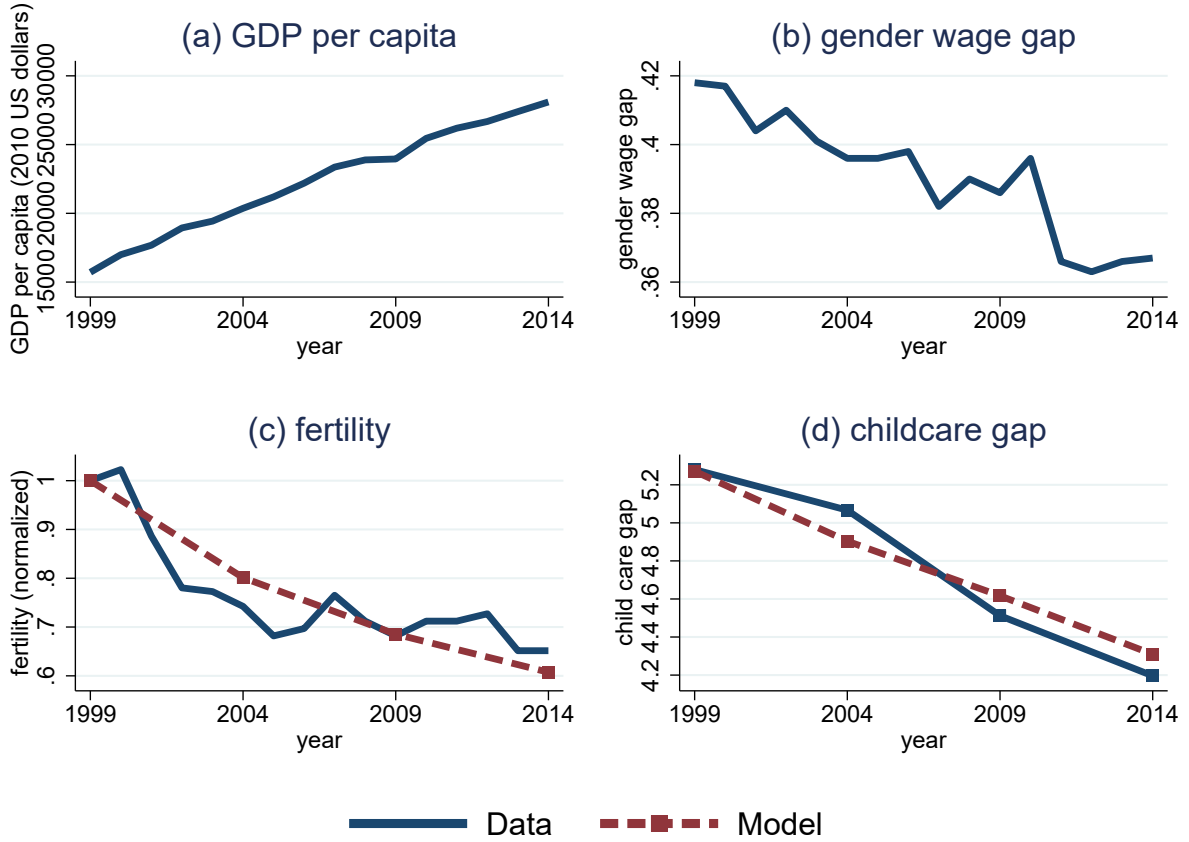 (a) GDP per capita
GDP per capita (2010 US dollars)
30000
25000
20000
15000
1999 2004 2009 2014
year
(b) gender wage gap
gender wage gap
.42
.4
.38
.36
1999 2004 2009 2014
year
(c) fertility
fertility (normalized)
1
.9
.8
.7
.6
1999 2004 2009 2014
year
(d) childcare gap
child care gap
5.2
5
4.8
4.6
4.4
4.2
1999 2004 2009 2014
year
Data Model